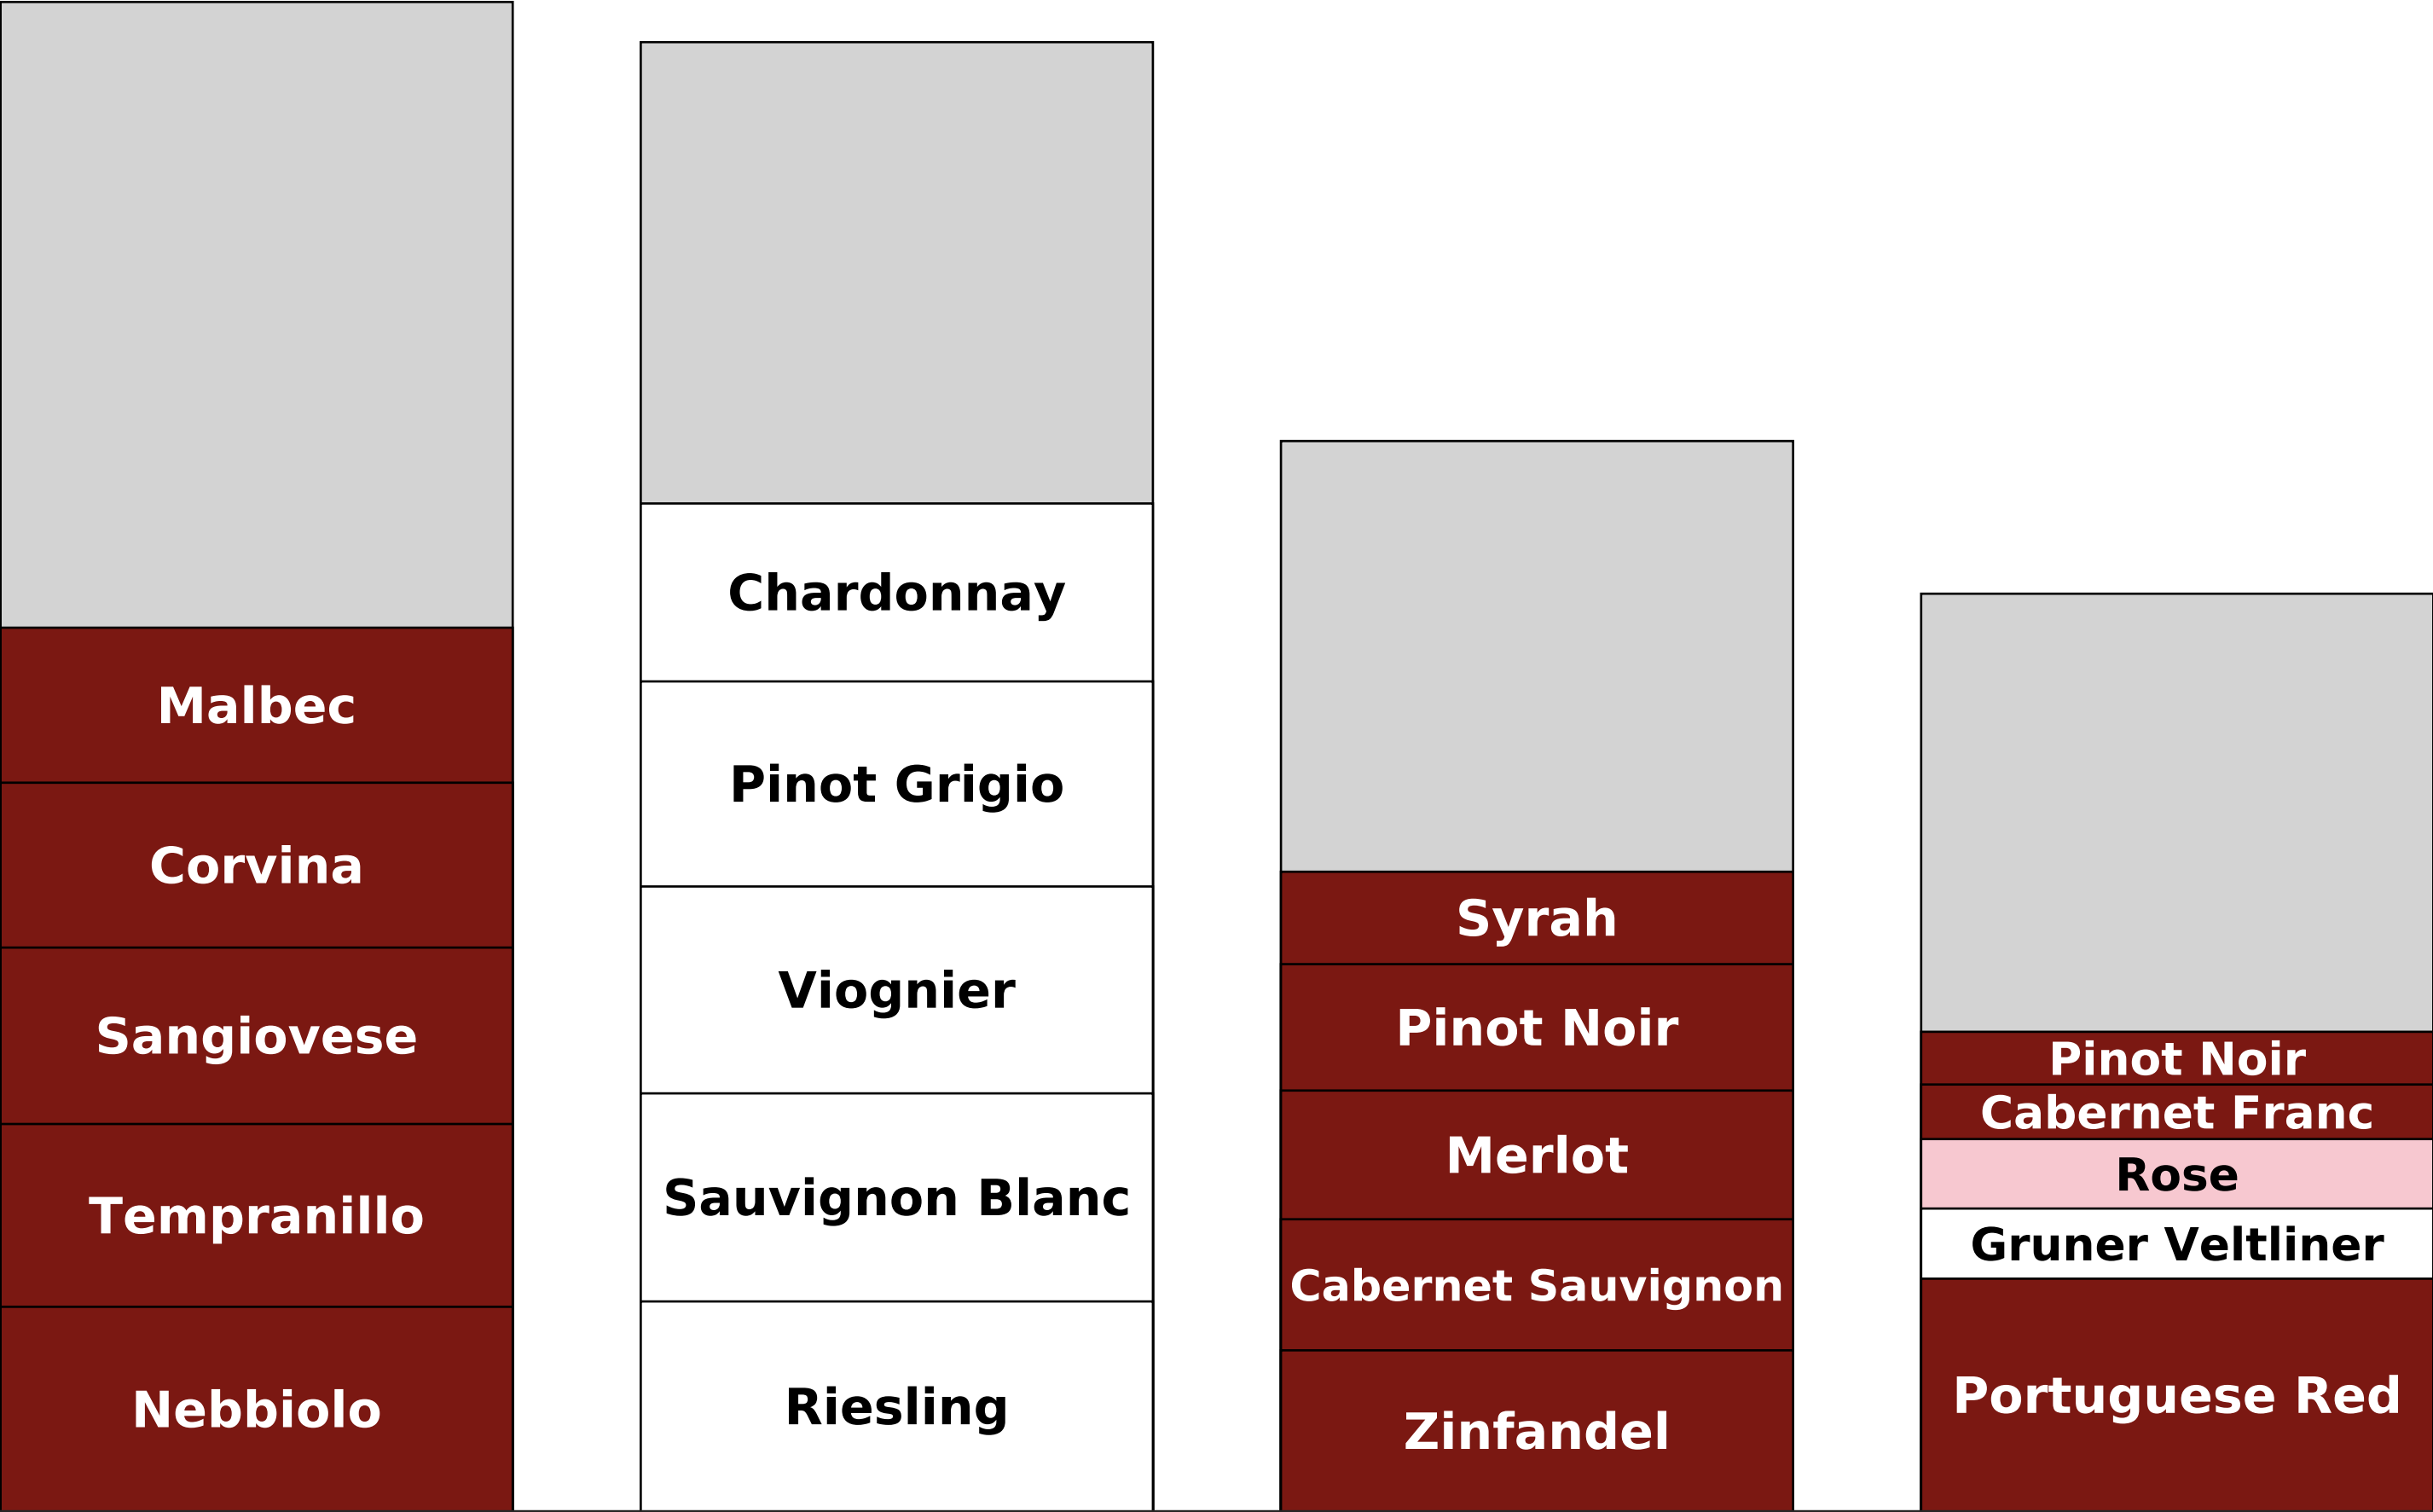 Malbec
Corvina
Sangiovese
Tempranillo
Nebbiolo
Chardonnay
Pinot Grigio
Viognier
Sauvignon Blanc
Riesling
Syrah
Pinot Noir
Merlot
Cabernet Sauvignon
Zinfandel
Pinot Noir
Cabernet Franc
Rose
Gruner Veltliner
Portuguese Red